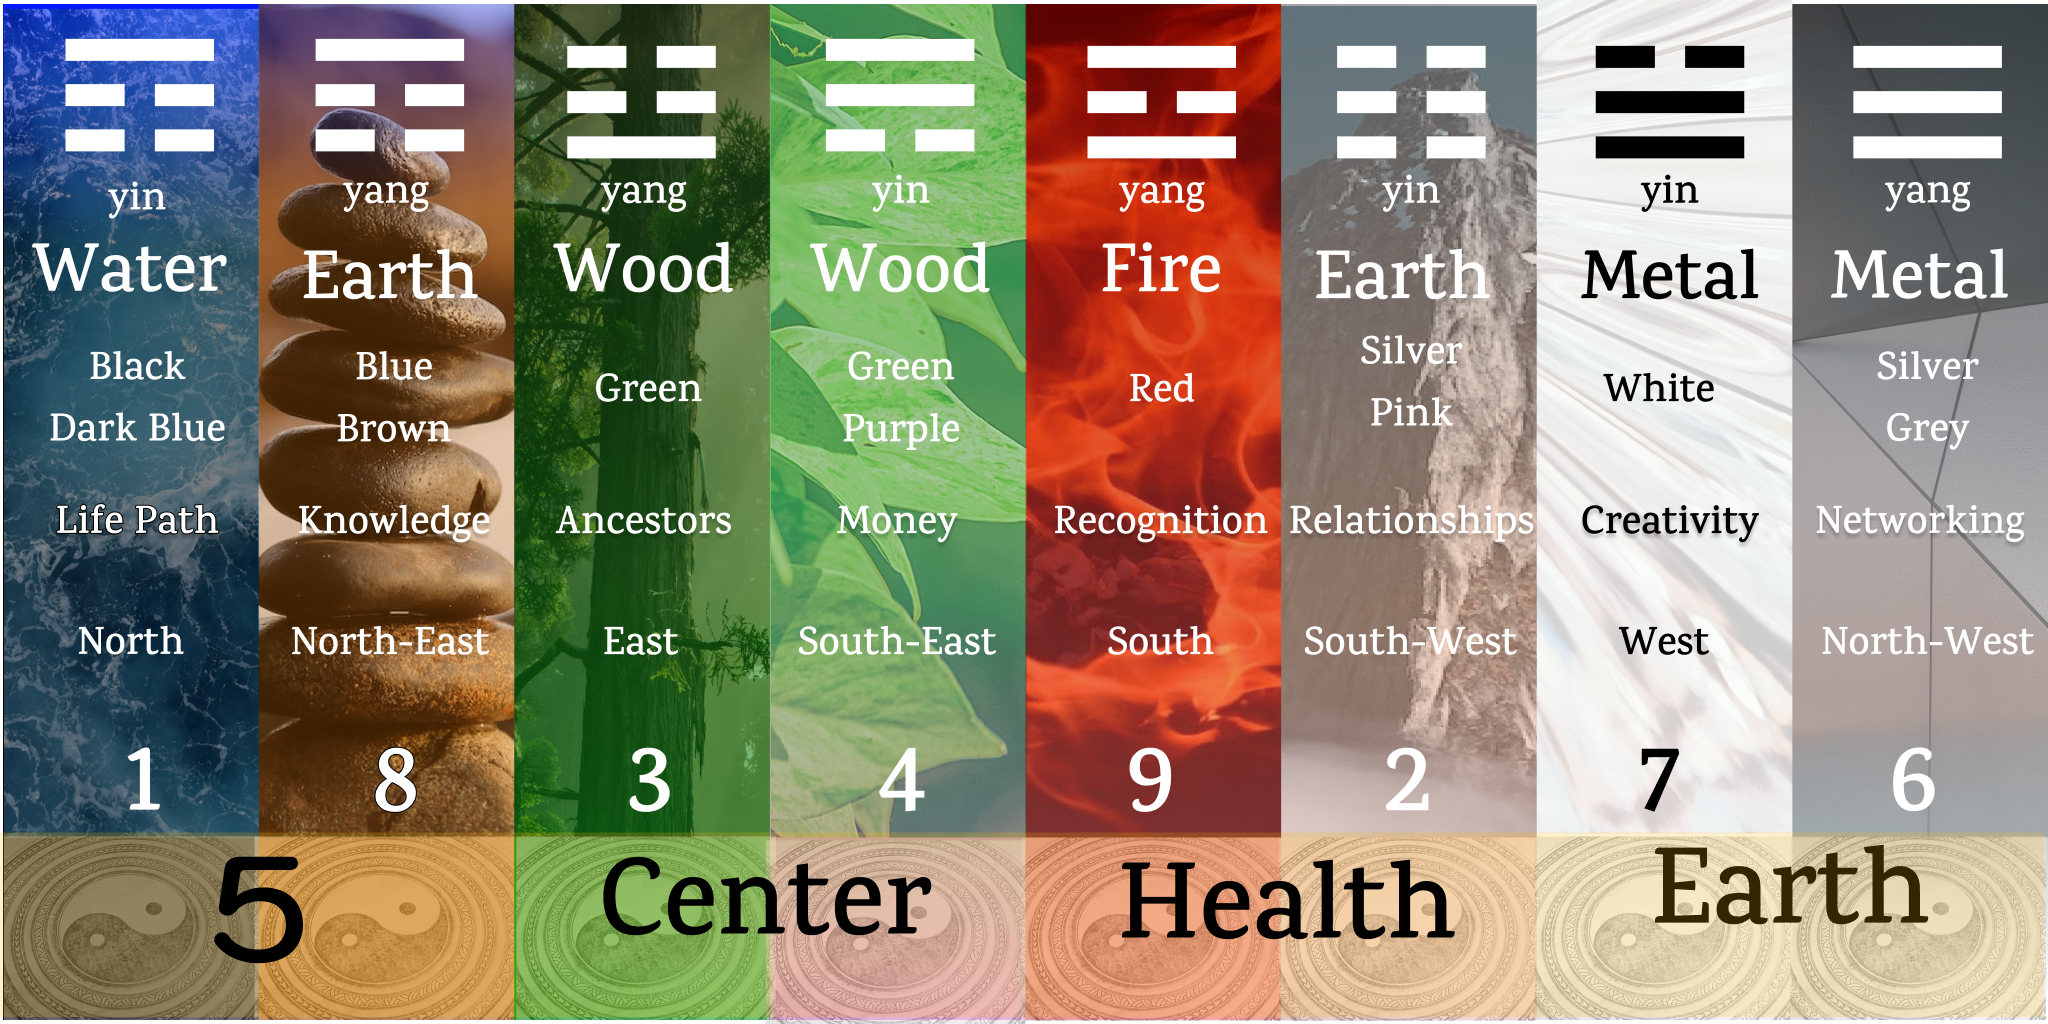 yin
Water
Black
Dark Blue
Life Path
North
1
yang
Earth
Blue
Brown
Knowledge
North-East
8
yang
Wood
Green
Ancestors
East
3
yin
Wood
Green
Purple
Money
South-East
4
yang
Fire
Red
Recognition
South
9
yin
Earth
Silver
Pink
Relationships
South-West
2
yin
Metal
White
Creativity
West
7
yang
Metal
Silver
Grey
Networking
North-West
6
5 Center Health Earth